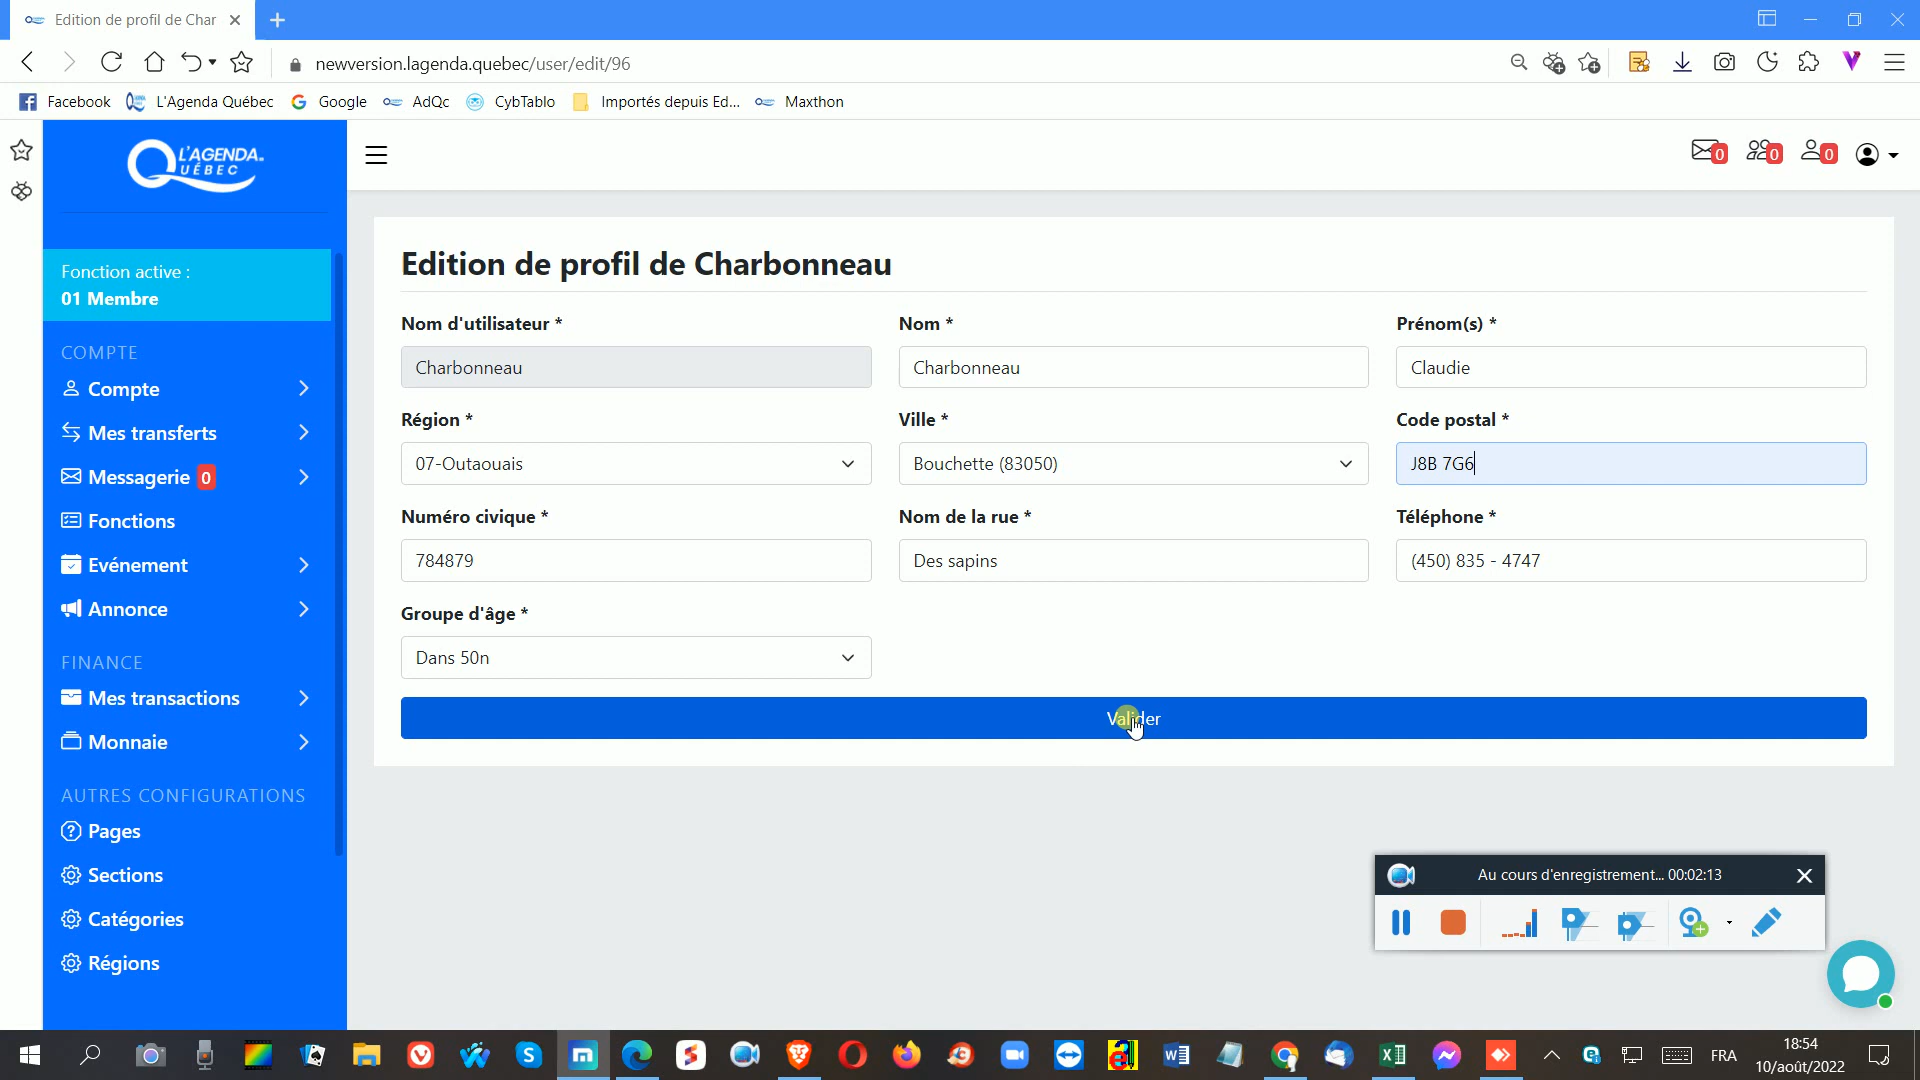 Edition de profil de Char
newversion.lagenda.quebec/user/edit/96
Facebook
L'Agenda Québec
Google
AdQc
CybTablo
Importés depuis Ed...
Maxthon
L'AGENDA
QUÉBEC
0
0
0
Fonction active :
01 Membre
COMPTE
Compte
Mes transferts
Messagerie 0
Fonctions
Evénement
Annonce
FINANCE
Mes transactions
Monnaie
AUTRES CONFIGURATIONS
Pages
Sections
Catégories
Régions
Edition de profil de Charbonneau
Nom d'utilisateur *
Nom *
Prénom(s) *
Charbonneau
Charbonneau
Claudie
Région *
Ville *
Code postal *
07-Outaouais
Bouchette (83050)
J8B 7G6
Numéro civique *
Nom de la rue *
Téléphone *
784879
Des sapins
(450) 835 - 4747
Groupe d'âge *
Dans 50n
Valider
Au cours d'enregistrement... 00:02:13
FRA
18:54
10/août/2022